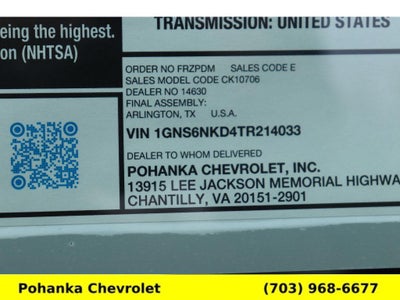 TRANSMISSION: UNITED STATES
eing the highest.
on (NHTSA)
ORDER NO FRZPDM SALES CODE E
SALES MODEL CODE CK10706
DEALER NO 14630
FINAL ASSEMBLY:
ARLINGTON, TX U.S.A.
VIN 1GNS6NKD4TR214033
DEALER TO WHOM DELIVERED
POHANKA CHEVROLET, INC.
13915 LEE JACKSON MEMORIAL HIGHWA
CHANTILLY, VA 20151-2901
Pohanka Chevrolet (703) 968-6677